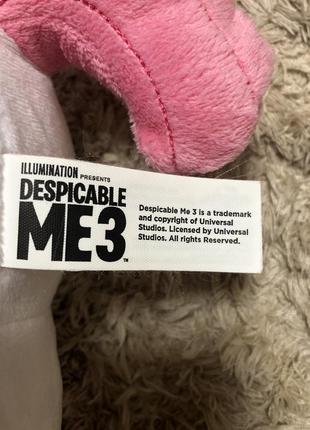 ILLUMINATION PRESENTS
DESPICABLE
ME3™
Despicable Me 3 is a trademark
and copyright of Universal
Studios. Licensed by Universal
Studios. All rights Reserved.